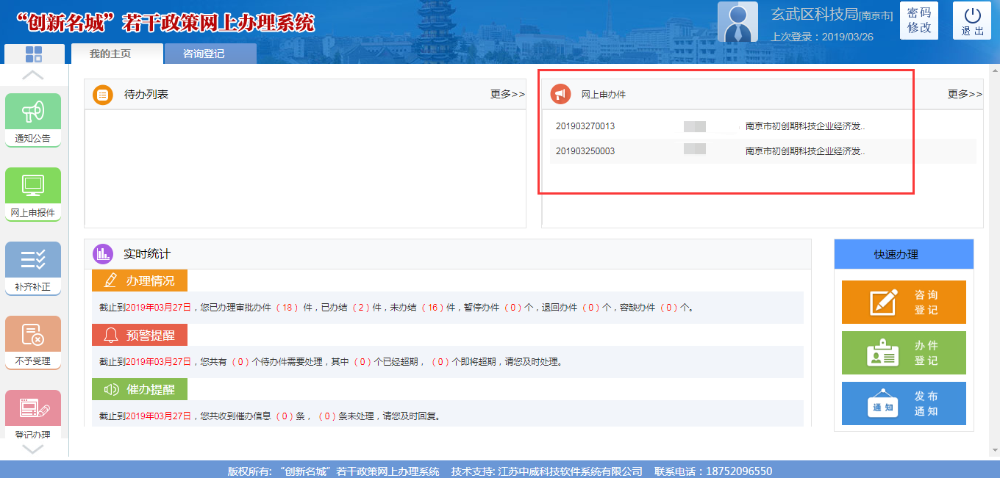 “创新名城”若干政策网上办理系统
玄武区科技局[南京市]
上次登录：2019/03/26
密码
修改
退 出
我的主页
咨询登记
通知公告
网上申报件
补齐补正
不予受理
登记办理
待办列表
更多>>
网上申办件
更多>>
201903270013 南京市初创期科技企业经济发..
201903250003 南京市初创期科技企业经济发..
实时统计
办理情况
截止到2019年03月27日，您已办理审批办件（18）件，已办结（2）件，未办结（16）件，暂停办件（0）个，退回办件（0）个，容缺办件（0）个。
预警提醒
截止到2019年03月27日，您共有（0）个待办件需要处理，其中（0）个已经超期，（0）个即将超期，请您及时处理。
催办提醒
截止到2019年03月27日，您共收到催办信息（0）条，（0）条未处理，请您及时回复。
快速办理
咨 询
登 记
办 件
登 记
通 知
发 布
通 知
版权所有: “创新名城”若干政策网上办理系统 技术支持: 江苏中威科技软件系统有限公司 联系电话：18752096550